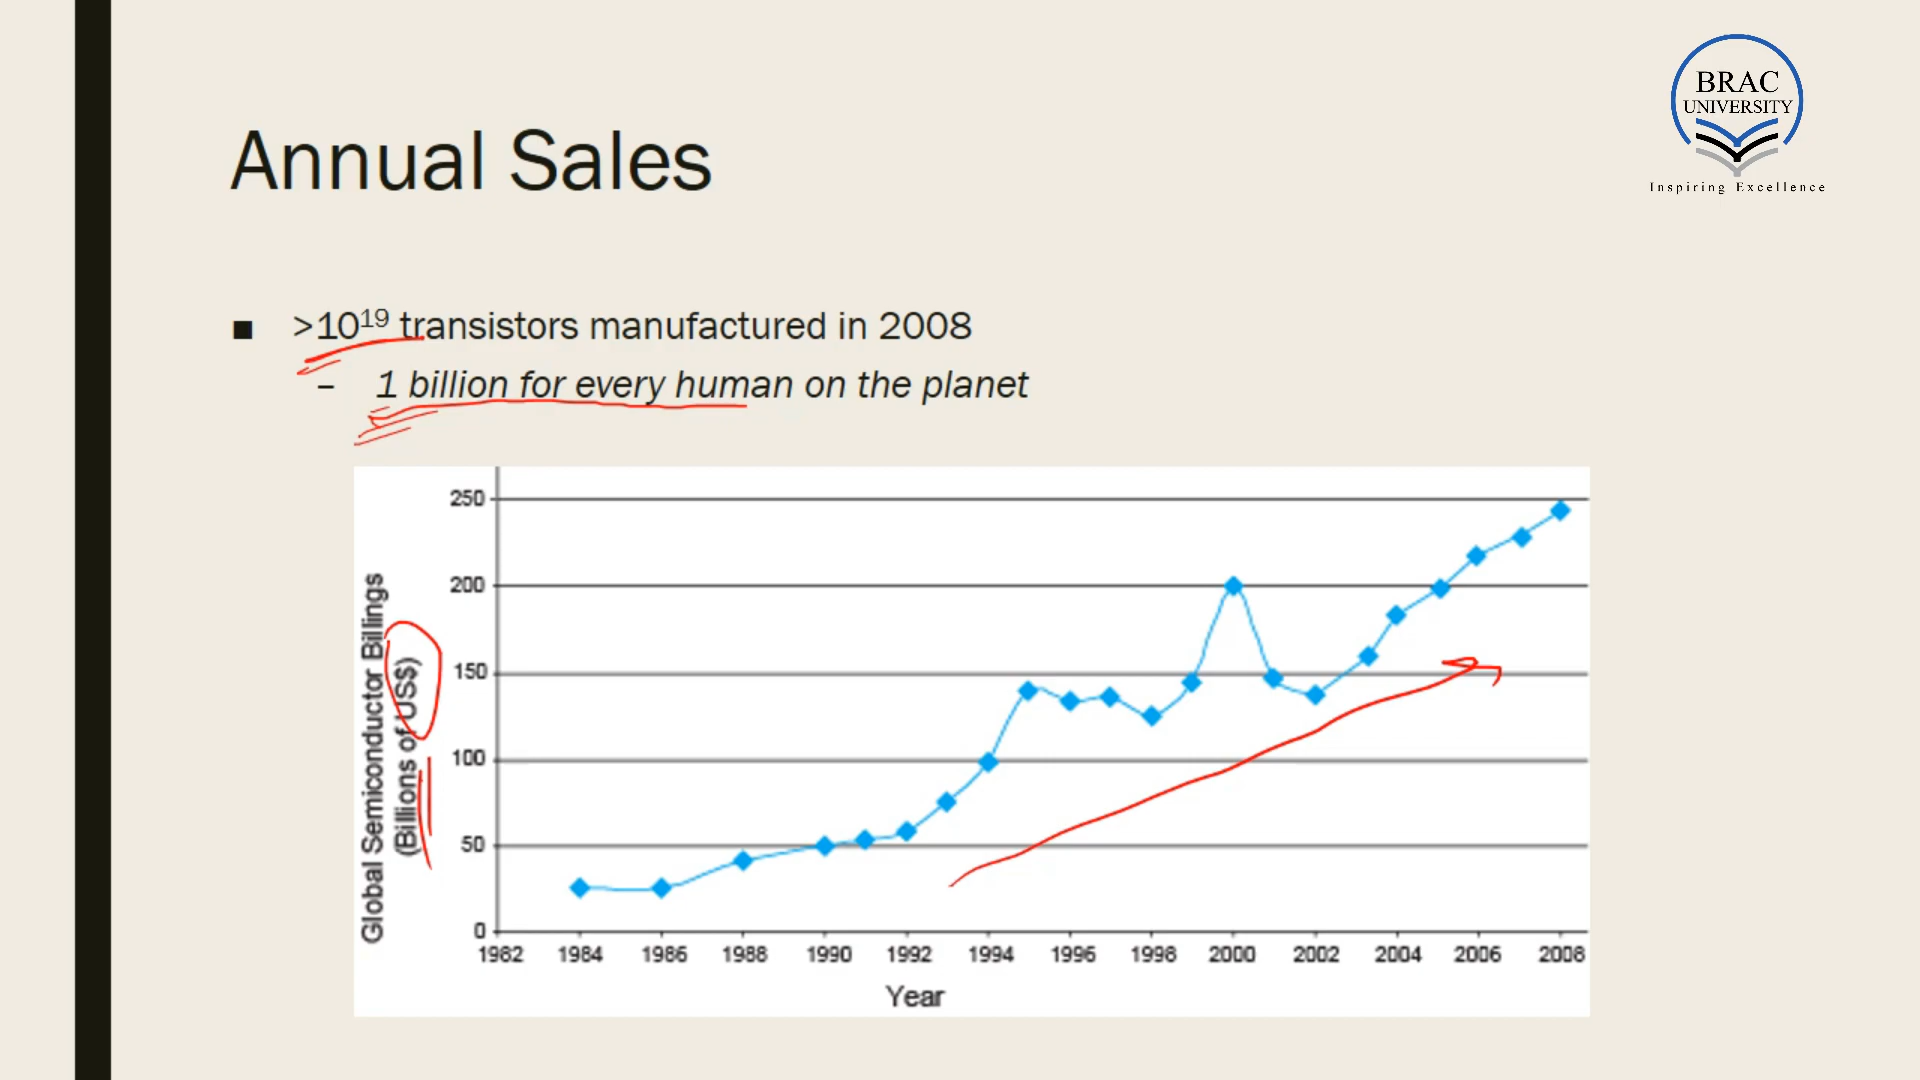 BRAC
UNIVERSITY
Inspiring Excellence
Annual Sales
■ >10¹⁹ transistors manufactured in 2008
– 1 billion for every human on the planet
Global Semiconductor Billings
(Billions of US$)
250
200
150
100
50
0
1982 1984 1986 1988 1990 1992 1994 1996 1998 2000 2002 2004 2006 2008
Year